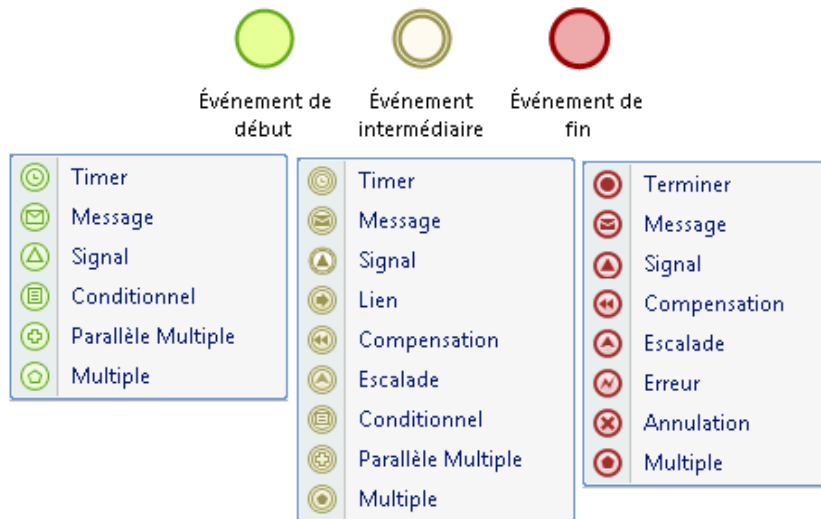 Événement de
début
Événement
intermédiaire
Événement de
fin
Timer
Message
Signal
Conditionnel
Parallèle Multiple
Multiple
Timer
Message
Signal
Lien
Compensation
Escalade
Conditionnel
Parallèle Multiple
Multiple
Terminer
Message
Signal
Compensation
Escalade
Erreur
Annulation
Multiple